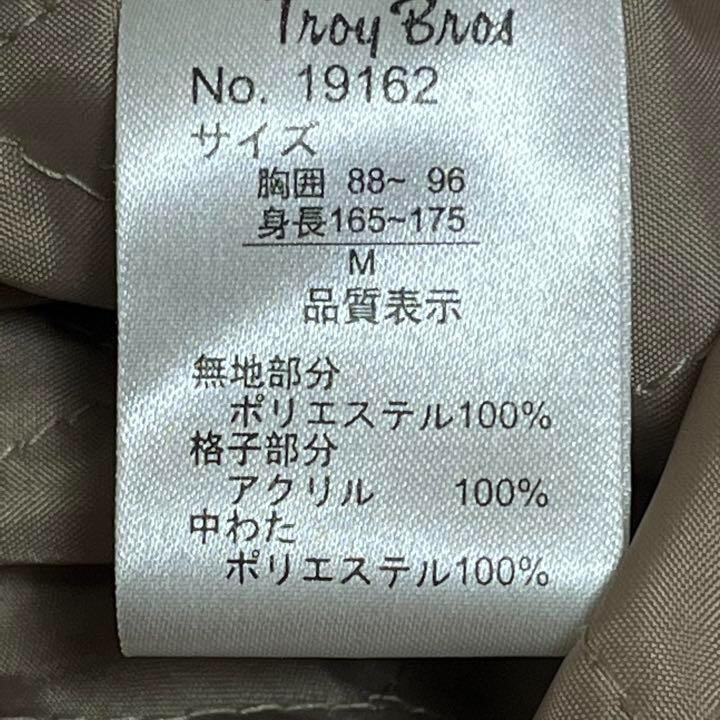 Troy Bros
No. 19162
サイズ
胸囲 88~ 96
身長165~175
M
品質表示
無地部分
ポリエステル100%
格子部分
アクリル 100%
中わた
ポリエステル100%